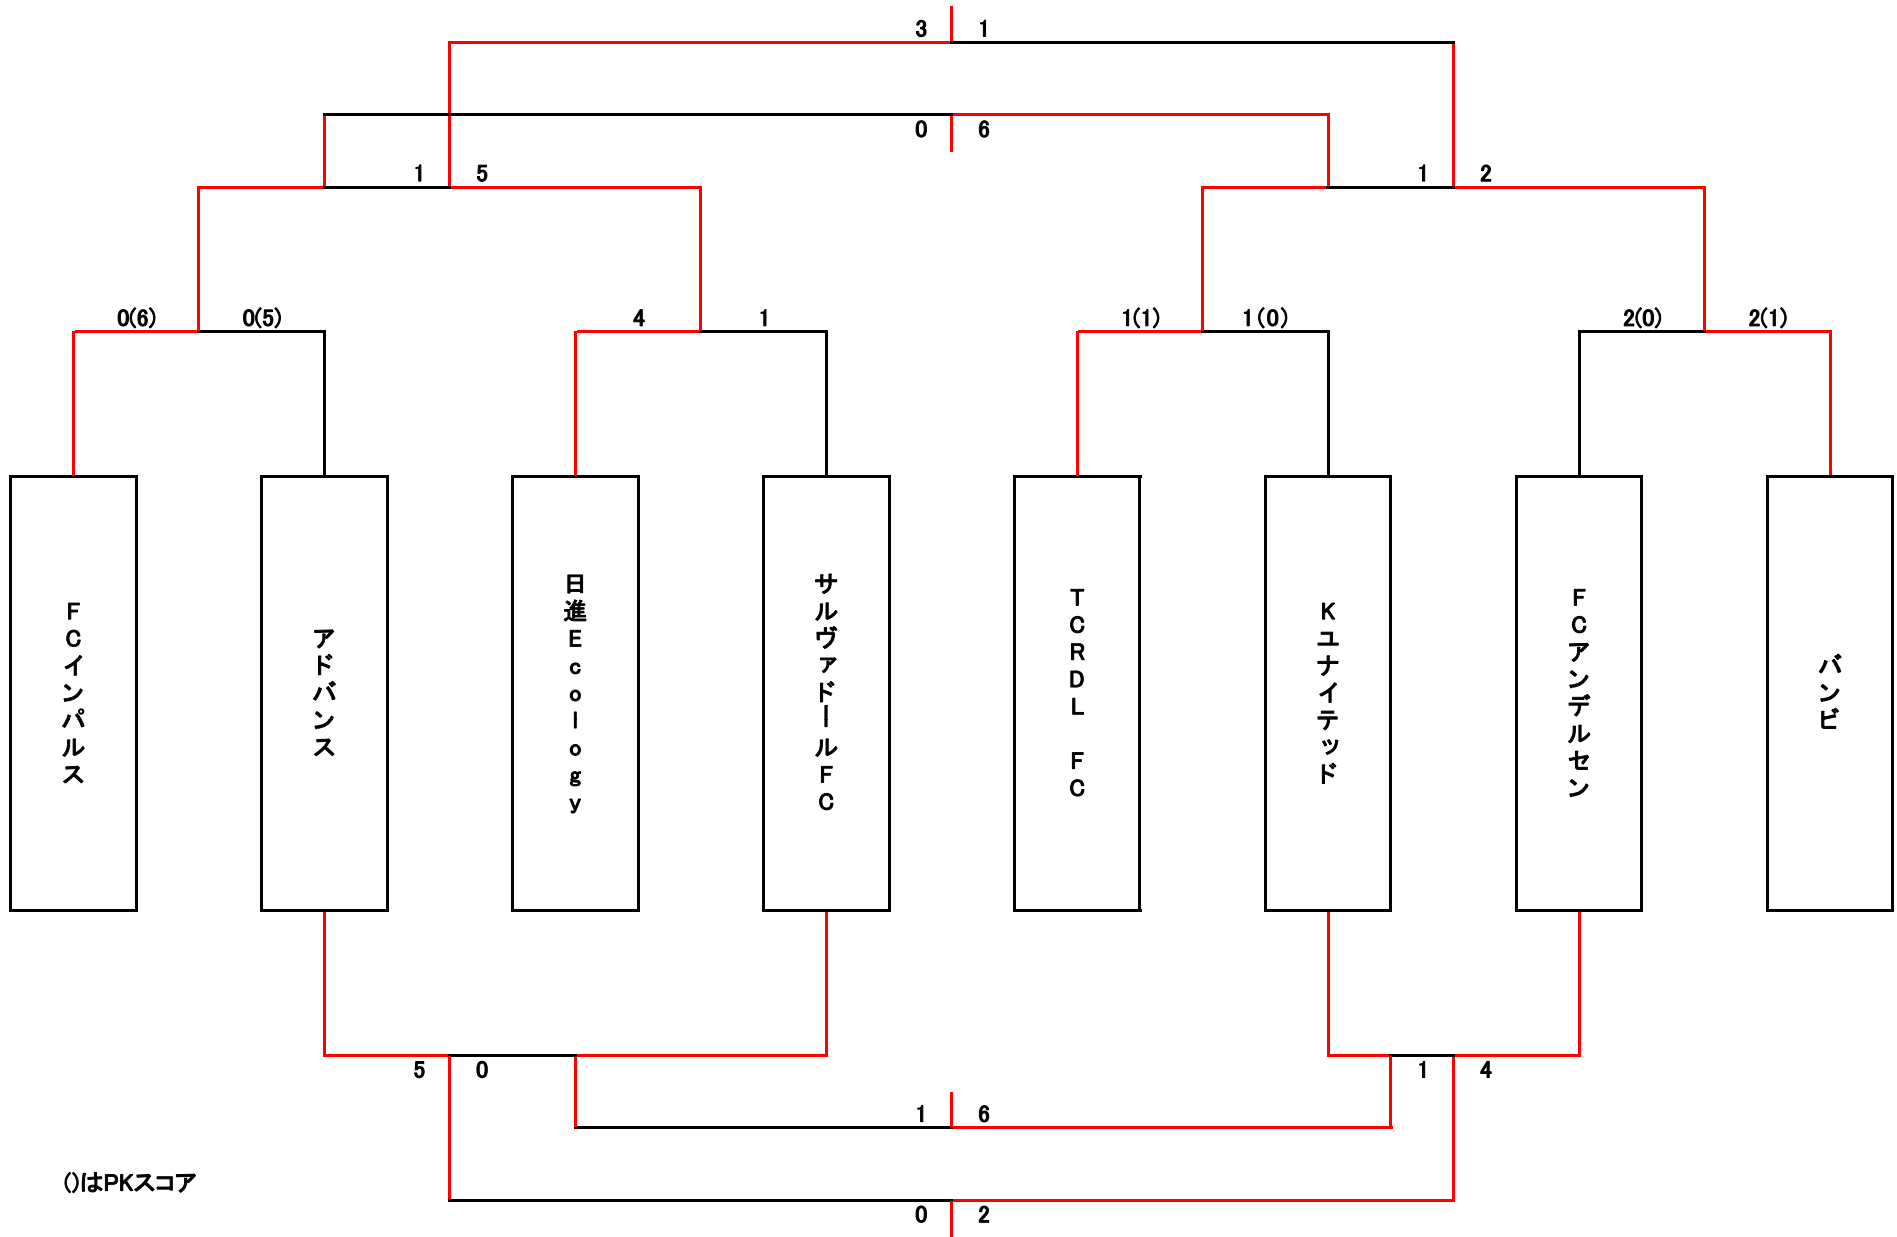 3 1
0 6
1 5 1 2
0(6) 0(5) 4 1 1(1) 1(0) 2(0) 2(1)
FCインパルス
アドバンス
日進Ecology
サルヴァドールFC
TCRDL FC
Kユナイテッド
FCアンデルセン
バンビ
5 0 1 4
1 6
()はPKスコア
0 2